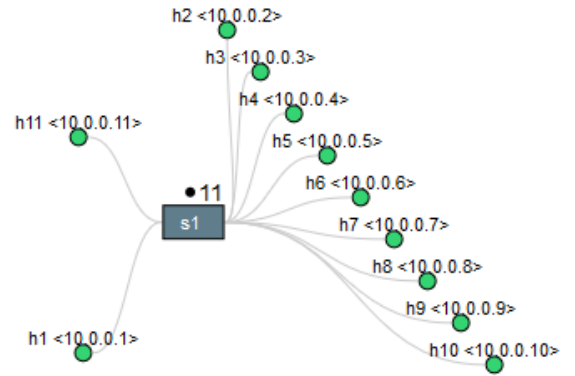 h2 <10.0.0.2>
h3 <10.0.0.3>
h4 <10.0.0.4>
h11 <10.0.0.11>
h5 <10.0.0.5>
h6 <10.0.0.6>
● 11
s1
h7 <10.0.0.7>
h8 <10.0.0.8>
h9 <10.0.0.9>
h1 <10.0.0.1>
h10 <10.0.0.10>